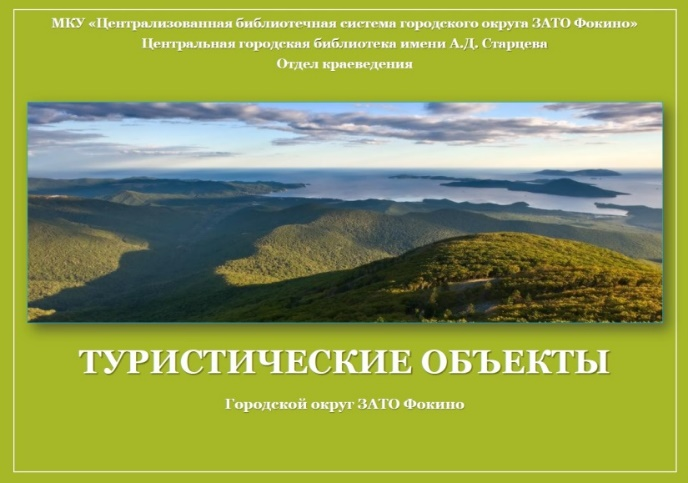 МКУ «Централизованная библиотечная система городского округа ЗАТО Фокино»
Центральная городская библиотека имени А.Д. Старцева
Отдел краеведения
ТУРИСТИЧЕСКИЕ ОБЪЕКТЫ
Городской округ ЗАТО Фокино